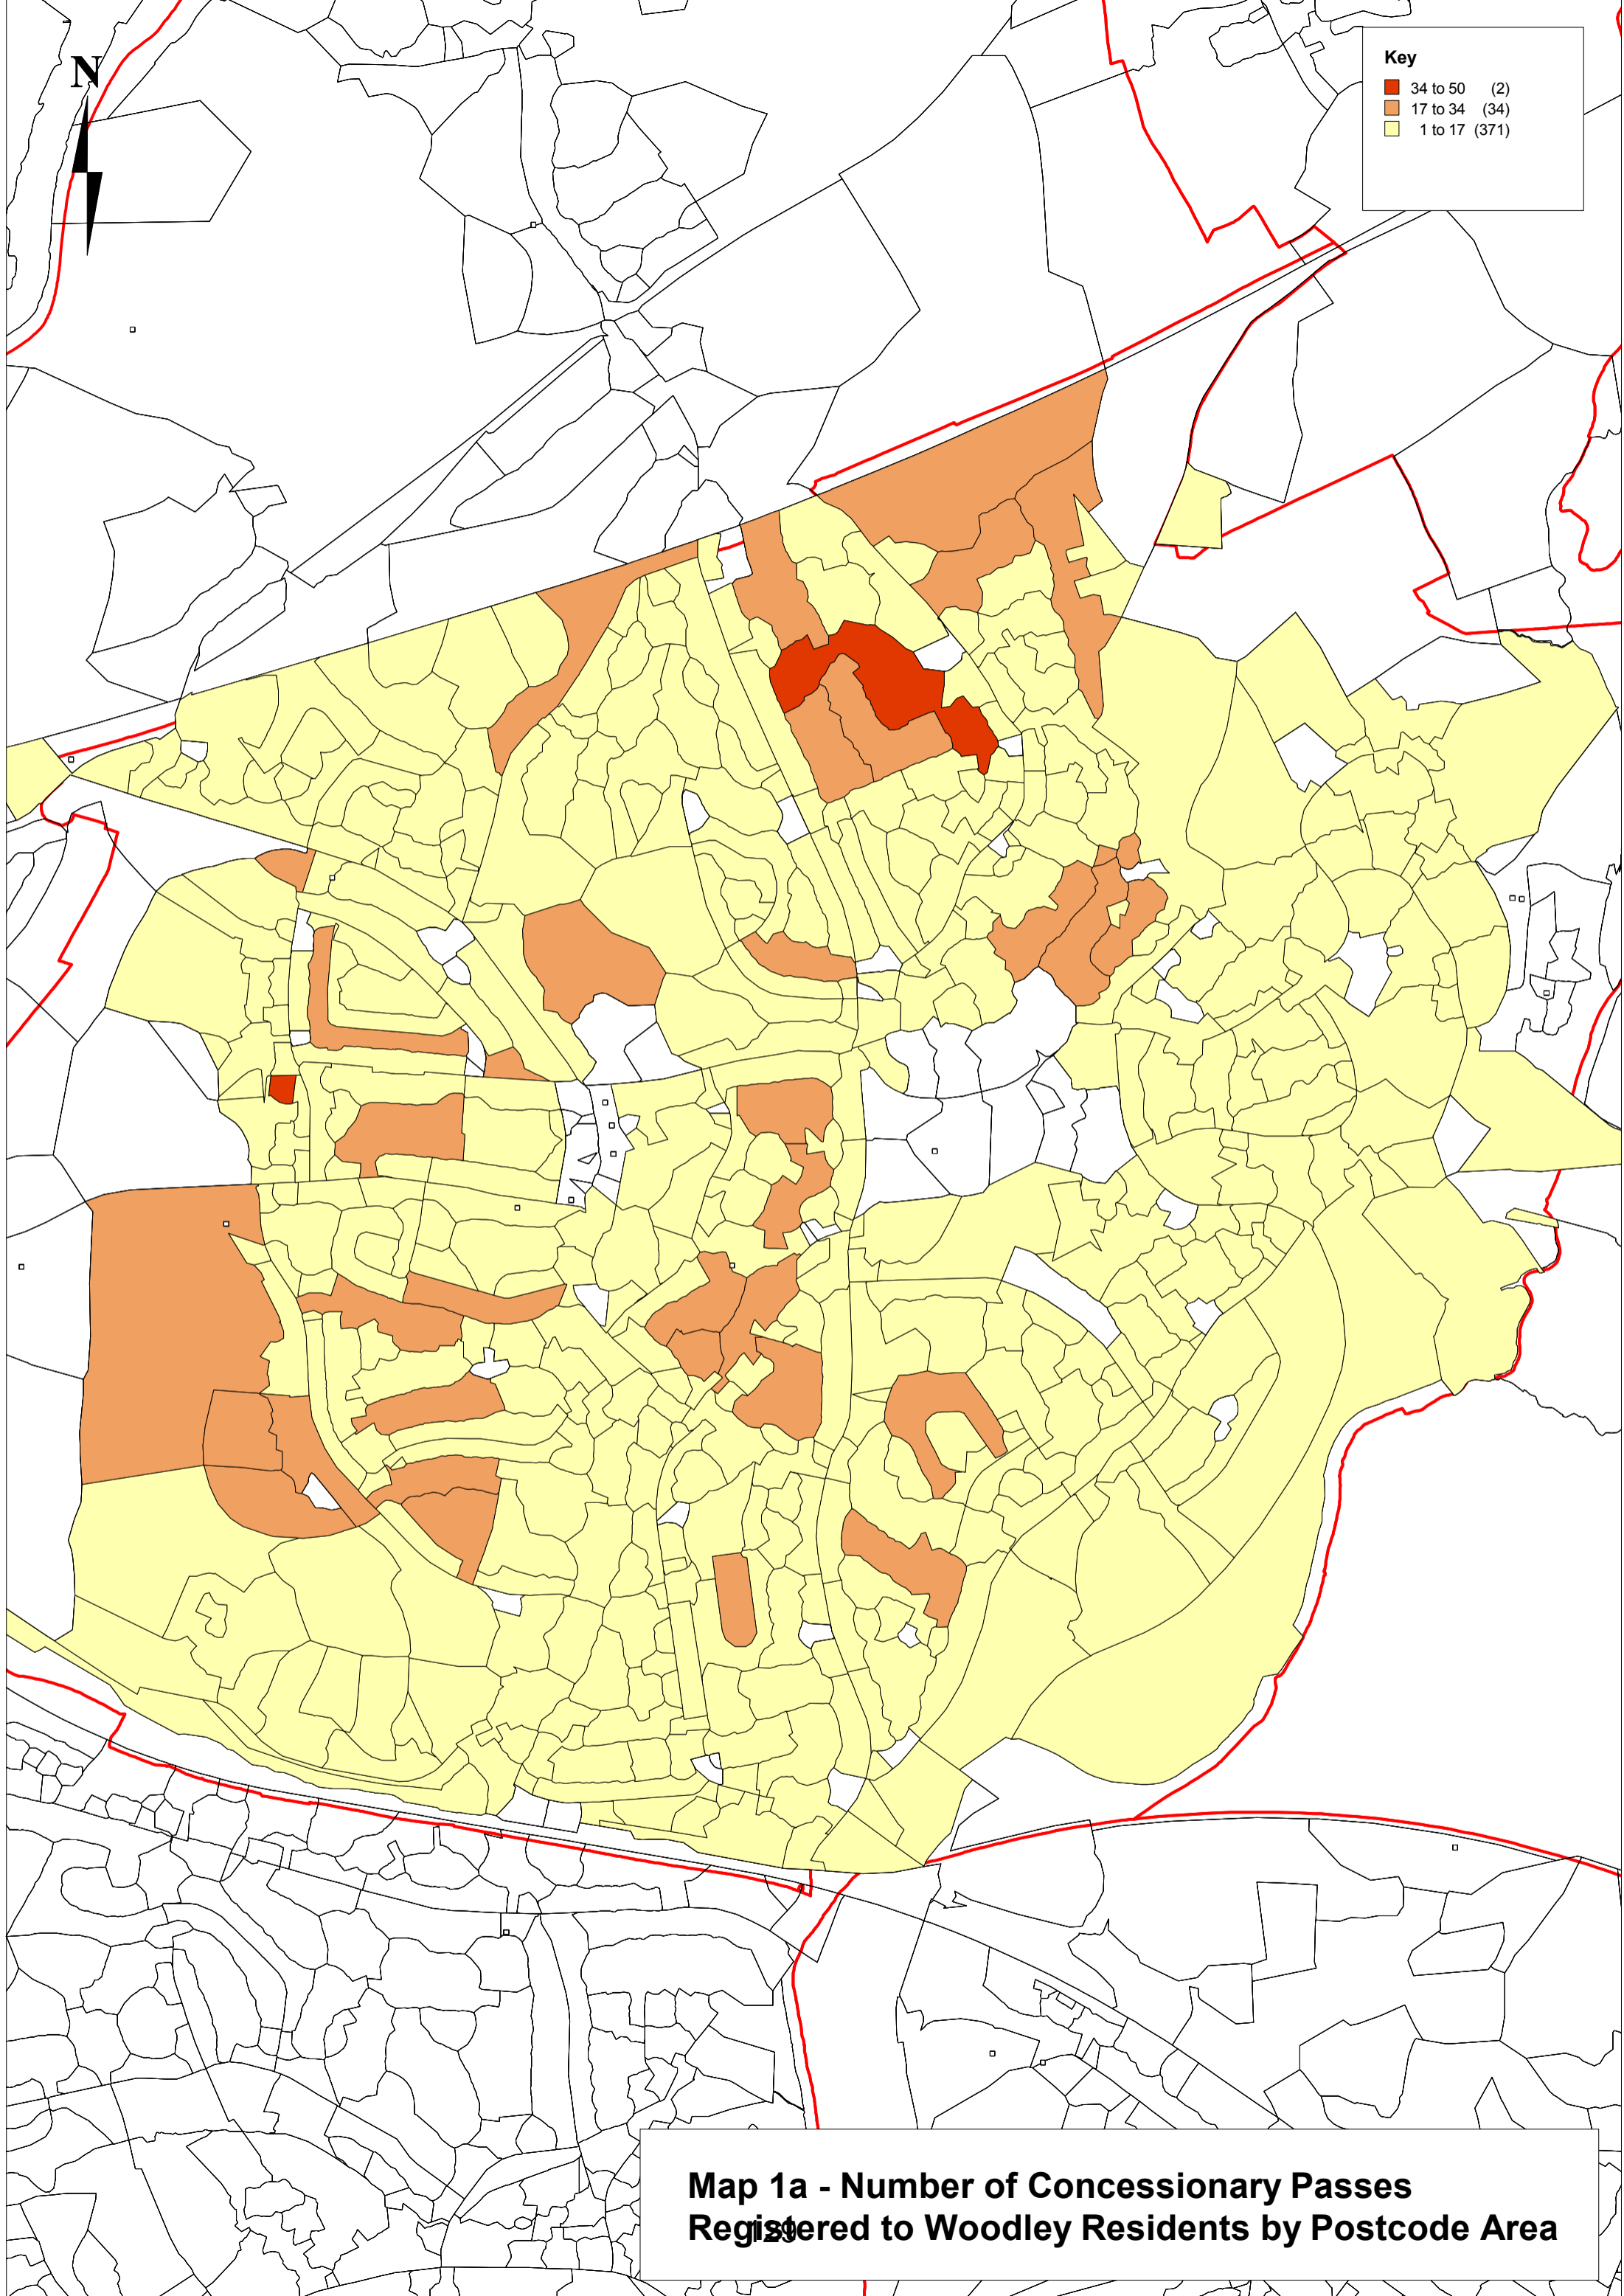 N
Key
34 to 50 (2)
17 to 34 (34)
1 to 17 (371)
Map 1a - Number of Concessionary Passes
Registered to Woodley Residents by Postcode Area
129